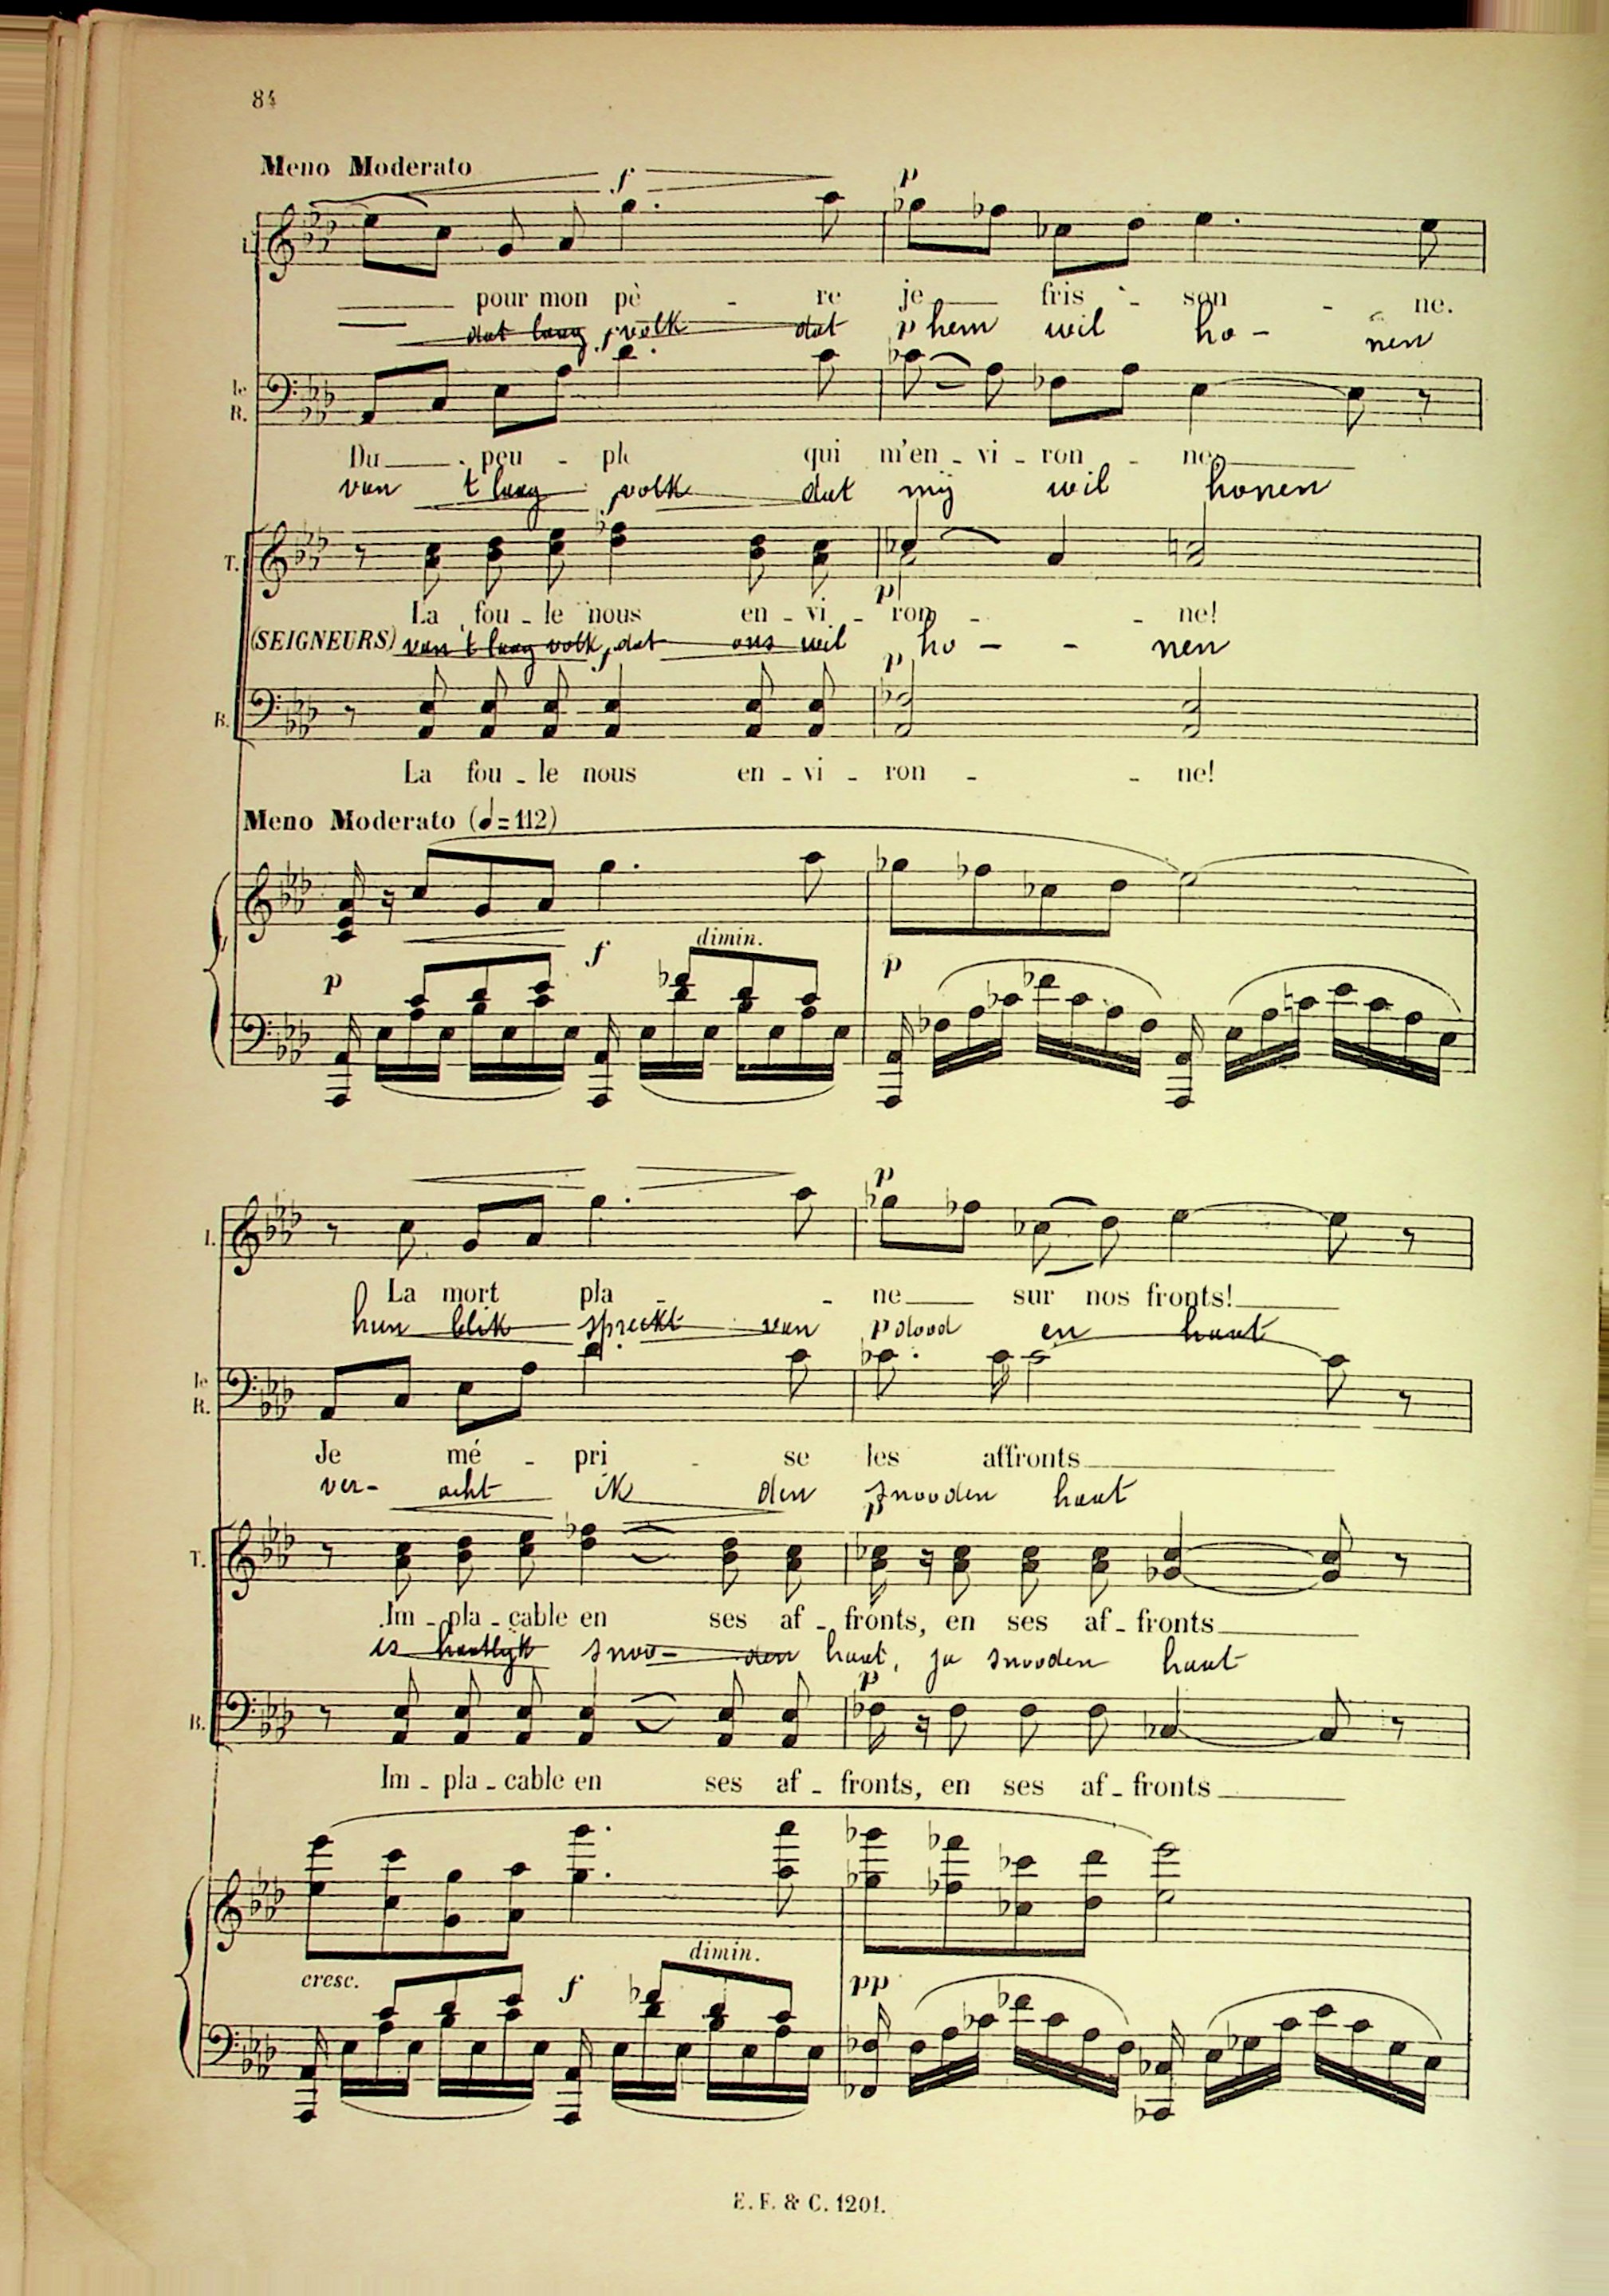 84
Meno Moderato
f p
I.
pour mon pè - re je fris - son - ne.
dat laag volk dat hem wil ho - nen
le R.
Du - peu - ple qui m'en - vi - ron - ne,
van 't laag volk dat mij wil honen
T.
p
La fou - le nous en - vi - ron - - ne!
(SEIGNEURS) van 't laag volk, dat ons wil ho - - nen
p
B.
La fou - le nous en - vi - ron - - ne!
Meno Moderato (♩ = 112)
f dimin.
p p
p
I.
La mort pla - - ne sur nos fronts!
hun blik spreekt van dood en haat
p
le R.
Je mé - pri - se les affronts
ver- acht ik den snooden haat
p
T.
Im - pla - cable en ses af - fronts, en ses af - fronts
is haatlijk snoo- den haat, ja snooden haat
p
B.
Im - pla - cable en ses af - fronts, en ses af - fronts
dimin.
cresc. f pp
E. F. & C. 1201.